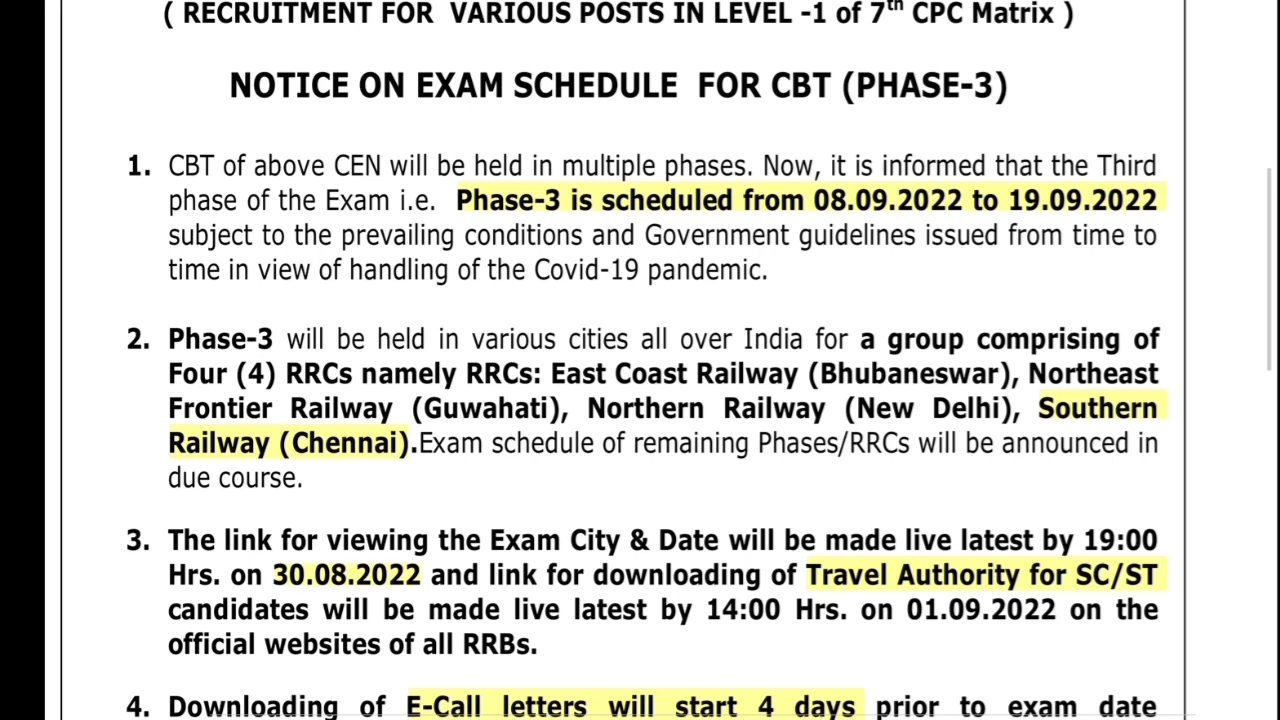 ( RECRUITMENT FOR VARIOUS POSTS IN LEVEL -1 of 7th CPC Matrix )
NOTICE ON EXAM SCHEDULE FOR CBT (PHASE-3)
1. CBT of above CEN will be held in multiple phases. Now, it is informed that the Third
phase of the Exam i.e. Phase-3 is scheduled from 08.09.2022 to 19.09.2022
subject to the prevailing conditions and Government guidelines issued from time to
time in view of handling of the Covid-19 pandemic.
2. Phase-3 will be held in various cities all over India for a group comprising of
Four (4) RRCs namely RRCs: East Coast Railway (Bhubaneswar), Northeast
Frontier Railway (Guwahati), Northern Railway (New Delhi), Southern
Railway (Chennai).Exam schedule of remaining Phases/RRCs will be announced in
due course.
3. The link for viewing the Exam City & Date will be made live latest by 19:00
Hrs. on 30.08.2022 and link for downloading of Travel Authority for SC/ST
candidates will be made live latest by 14:00 Hrs. on 01.09.2022 on the
official websites of all RRBs.
4. Downloading of E-Call letters will start 4 days prior to exam date